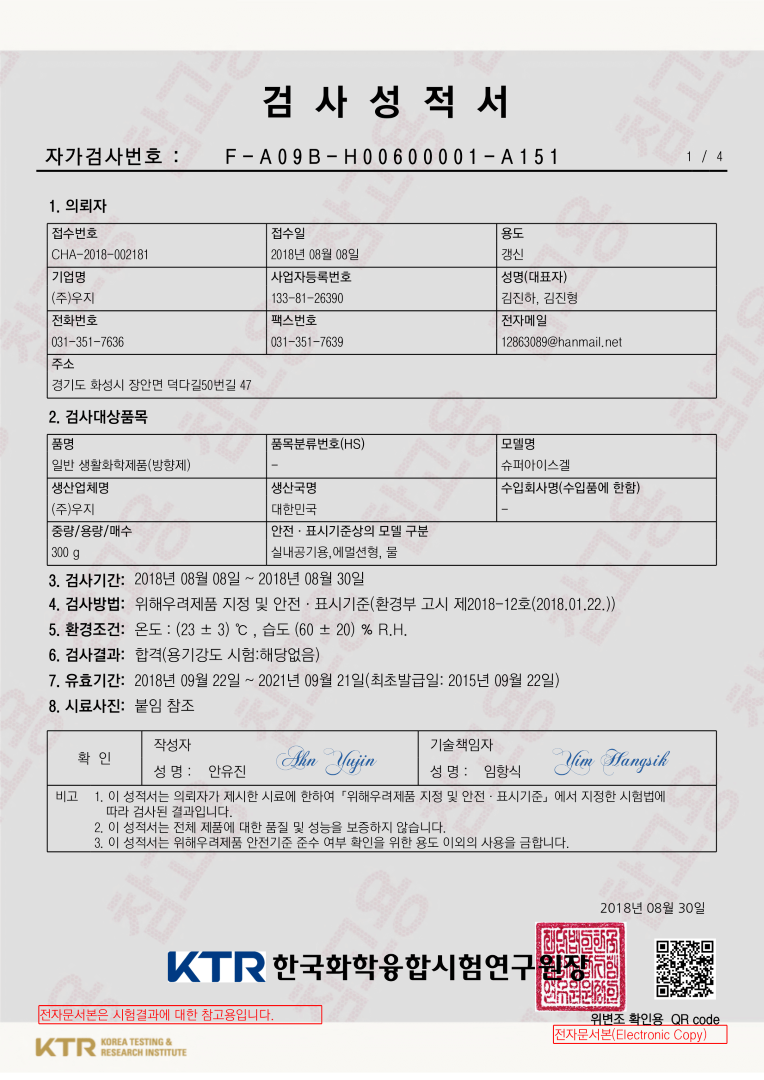 검 사 성 적 서
자가검사번호 : F-A09B-H00600001-A151 1 / 4
1. 의뢰자
접수번호 접수일 용도
CHA-2018-002181 2018년 08월 08일 갱신
기업명 사업자등록번호 성명(대표자)
(주)우지 133-81-26390 김진하, 김진형
전화번호 팩스번호 전자메일
031-351-7636 031-351-7639 12863089@hanmail.net
주소
경기도 화성시 장안면 덕다길50번길 47
2. 검사대상품목
품명 품목분류번호(HS) 모델명
일반 생활화학제품(방향제) - 슈퍼아이스겔
생산업체명 생산국명 수입회사명(수입품에 한함)
(주)우지 대한민국 -
중량/용량/매수 안전ㆍ표시기준상의 모델 구분
300 g 실내공기용,에멀션형, 물
3. 검사기간: 2018년 08월 08일 ~ 2018년 08월 30일
4. 검사방법: 위해우려제품 지정 및 안전ㆍ표시기준(환경부 고시 제2018-12호(2018.01.22.))
5. 환경조건: 온도 : (23 ± 3) ℃ , 습도 (60 ± 20) % R.H.
6. 검사결과: 합격(용기강도 시험:해당없음)
7. 유효기간: 2018년 09월 22일 ~ 2021년 09월 21일(최초발급일: 2015년 09월 22일)
8. 시료사진: 붙임 참조
확 인
작성자 기술책임자
성 명 : 안유진 Ahn Yujin 성 명 : 임항식 Yim Hangsik
비고 1. 이 성적서는 의뢰자가 제시한 시료에 한하여「위해우려제품 지정 및 안전ㆍ표시기준」에서 지정한 시험법에
따라 검사된 결과입니다.
2. 이 성적서는 전체 제품에 대한 품질 및 성능을 보증하지 않습니다.
3. 이 성적서는 위해우려제품 안전기준 준수 여부 확인을 위한 용도 이외의 사용을 금합니다.
2018년 08월 30일
KTR 한국화학융합시험연구원장
전자문서본은 시험결과에 대한 참고용입니다.
위변조 확인용 QR code
전자문서본(Electronic Copy)
KTR KOREA TESTING &
RESEARCH INSTITUTE
참고용